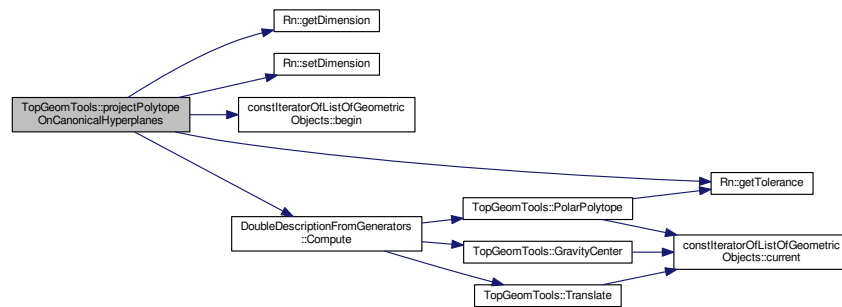 Rn::getDimension
Rn::setDimension
TopGeomTools::projectPolytope
OnCanonicalHyperplanes
constIteratorOfListOfGeometric
Objects::begin
Rn::getTolerance
TopGeomTools::PolarPolytope
DoubleDescriptionFromGenerators
::Compute
TopGeomTools::GravityCenter
constIteratorOfListOfGeometric
Objects::current
TopGeomTools::Translate